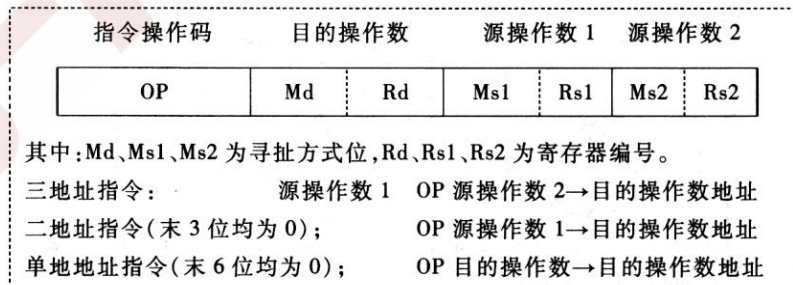 指令操作码 目的操作数 源操作数 1 源操作数 2
OP Md Rd Ms1 Rs1 Ms2 Rs2
其中:Md、Ms1、Ms2 为寻扯方式位,Rd、Rs1、Rs2 为寄存器编号。
三地址指令: 源操作数 1 OP 源操作数 2→目的操作数地址
二地址指令(末 3 位均为 0); OP 源操作数 1→目的操作数地址
单地地址指令(末 6 位均为 0); OP 目的操作数→目的操作数地址